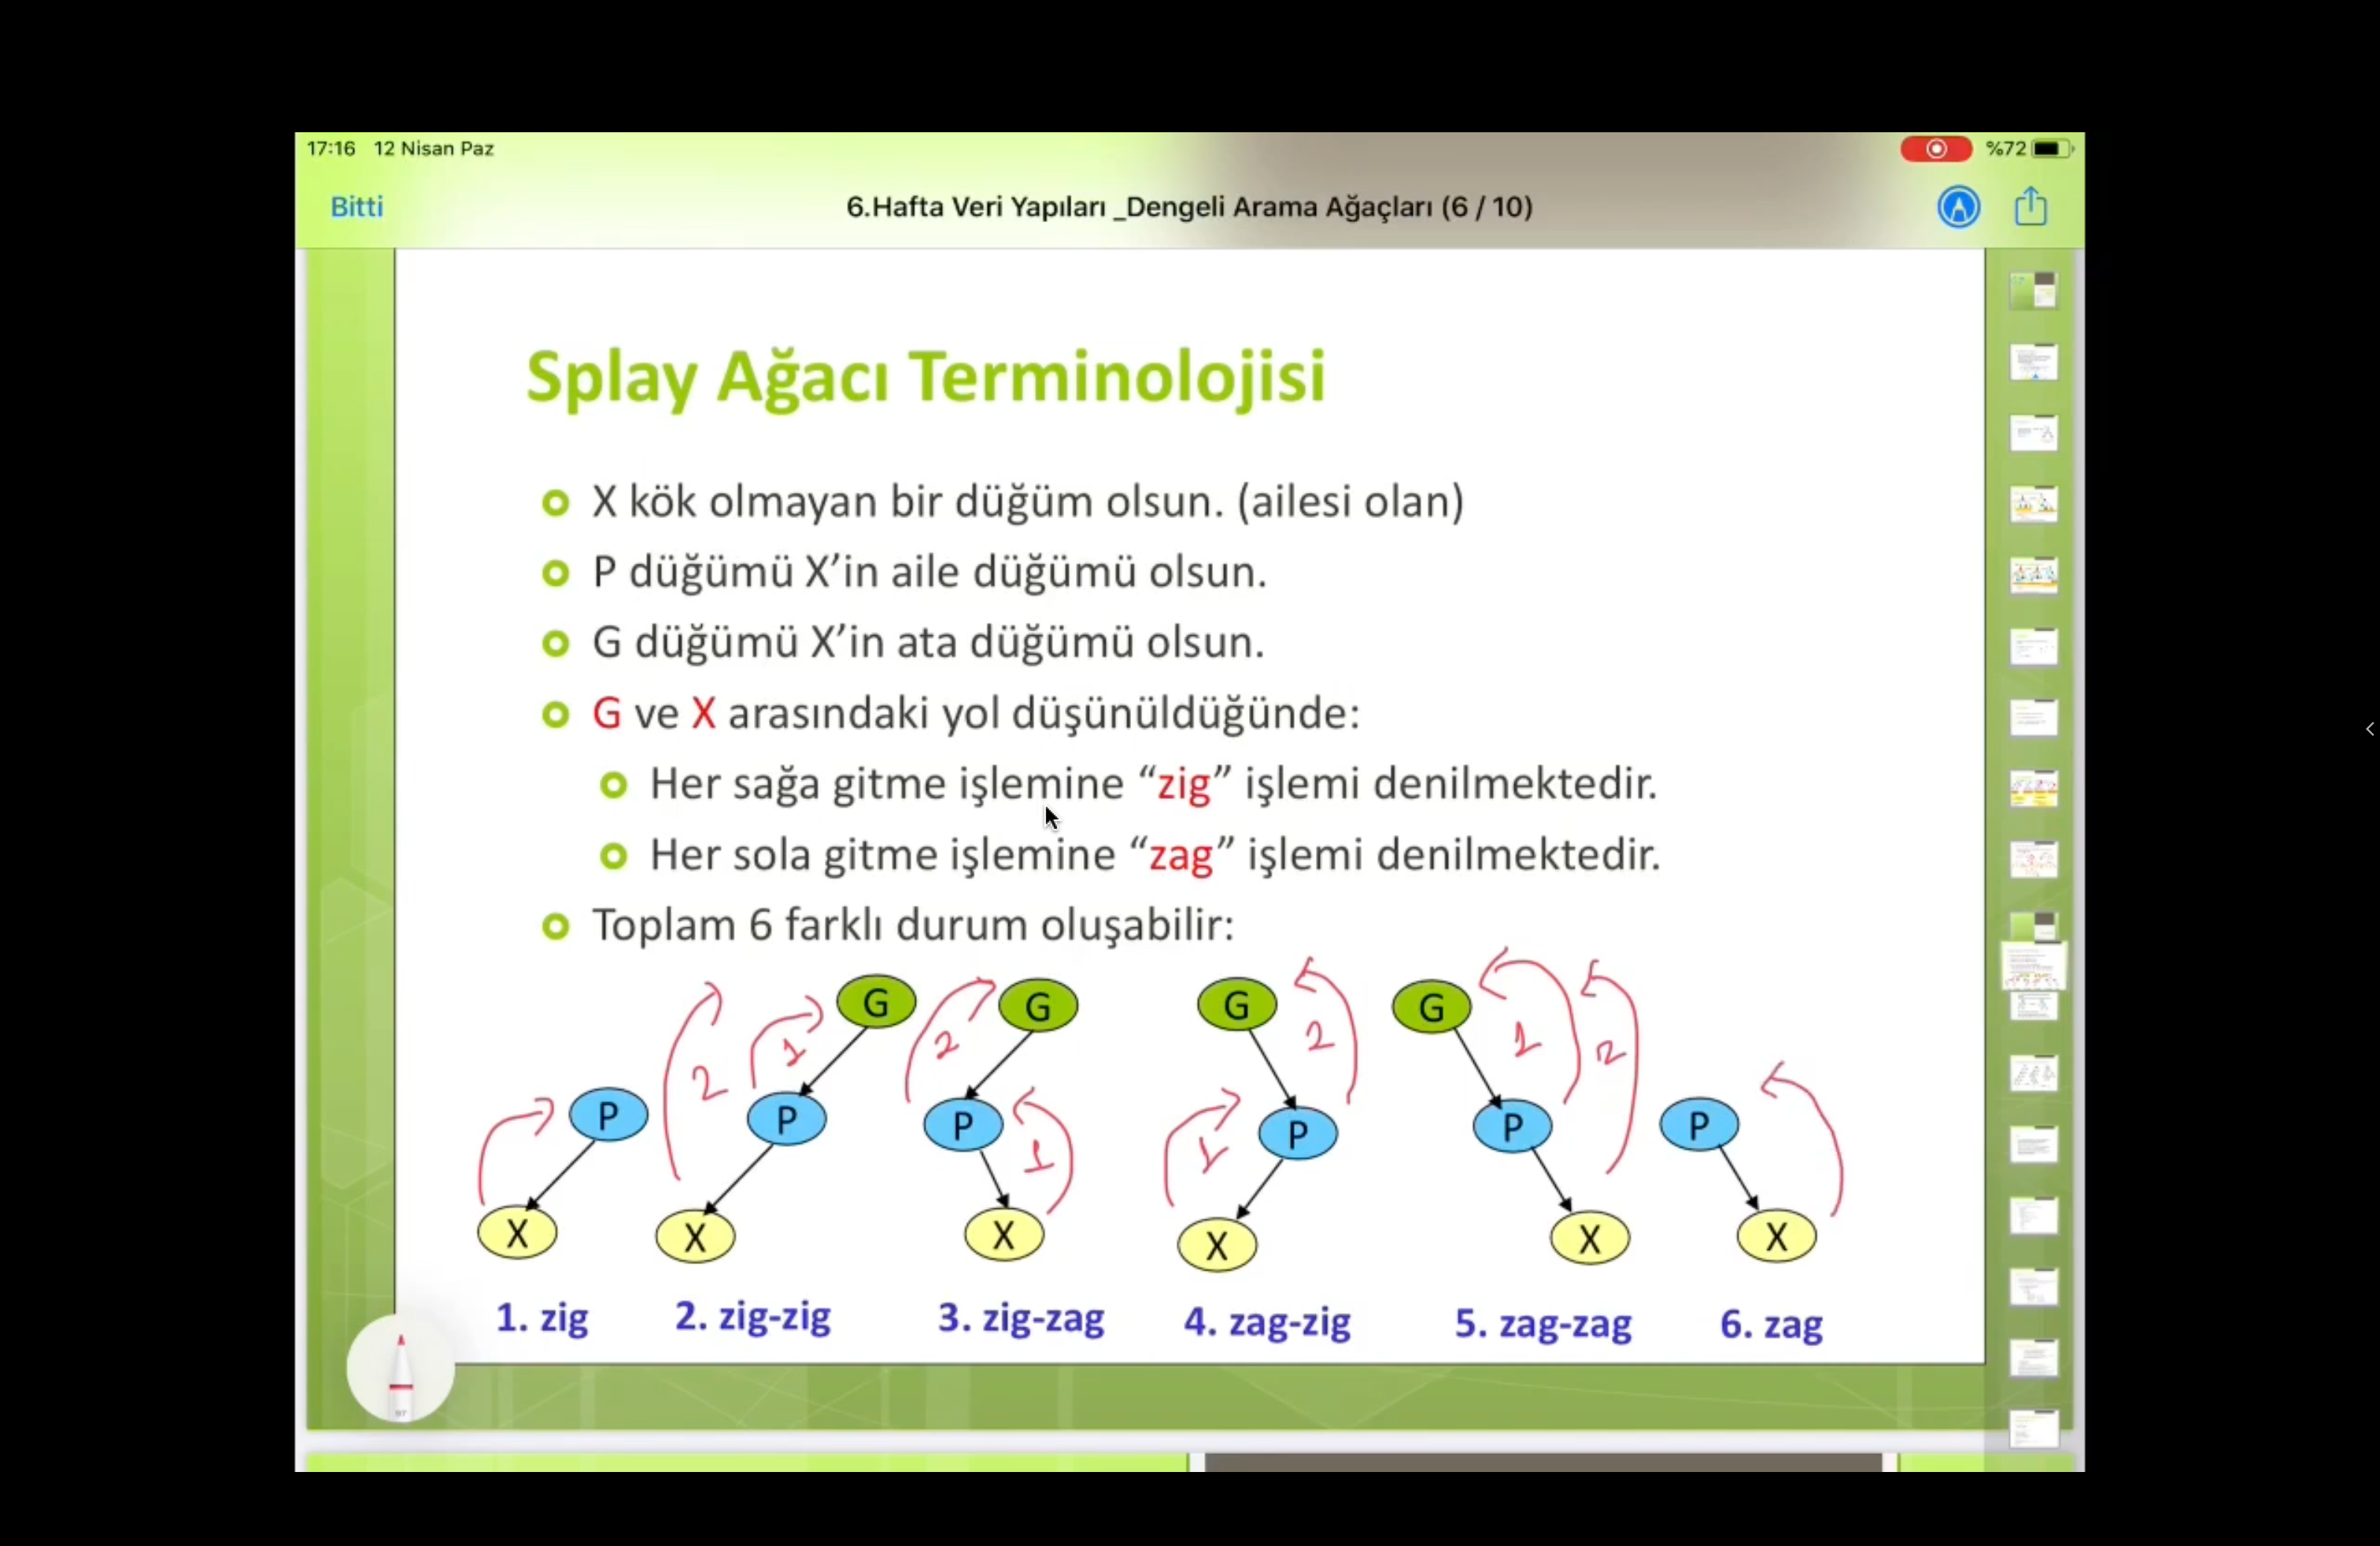 17:16 12 Nisan Paz
%72
Bitti
6.Hafta Veri Yapıları _Dengeli Arama Ağaçları (6 / 10)
Splay Ağacı Terminolojisi
X kök olmayan bir düğüm olsun. (ailesi olan)
P düğümü X’in aile düğümü olsun.
G düğümü X’in ata düğümü olsun.
G ve X arasındaki yol düşünüldüğünde:
Her sağa gitme işlemine “zig” işlemi denilmektedir.
Her sola gitme işlemine “zag” işlemi denilmektedir.
Toplam 6 farklı durum oluşabilir:
G G G G
1 2 2 1 2
2
P P P P P P
1 1
X X X X X X
1. zig 2. zig-zig 3. zig-zag 4. zag-zig 5. zag-zag 6. zag